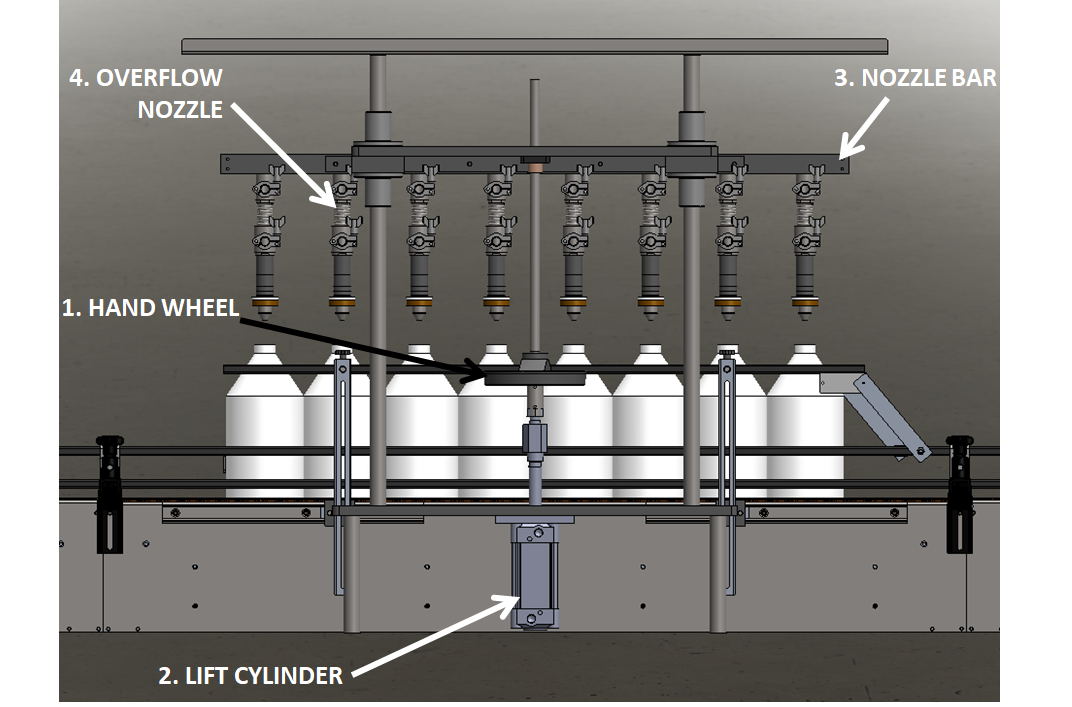 4. OVERFLOW
NOZZLE
3. NOZZLE BAR
1. HAND WHEEL
2. LIFT CYLINDER